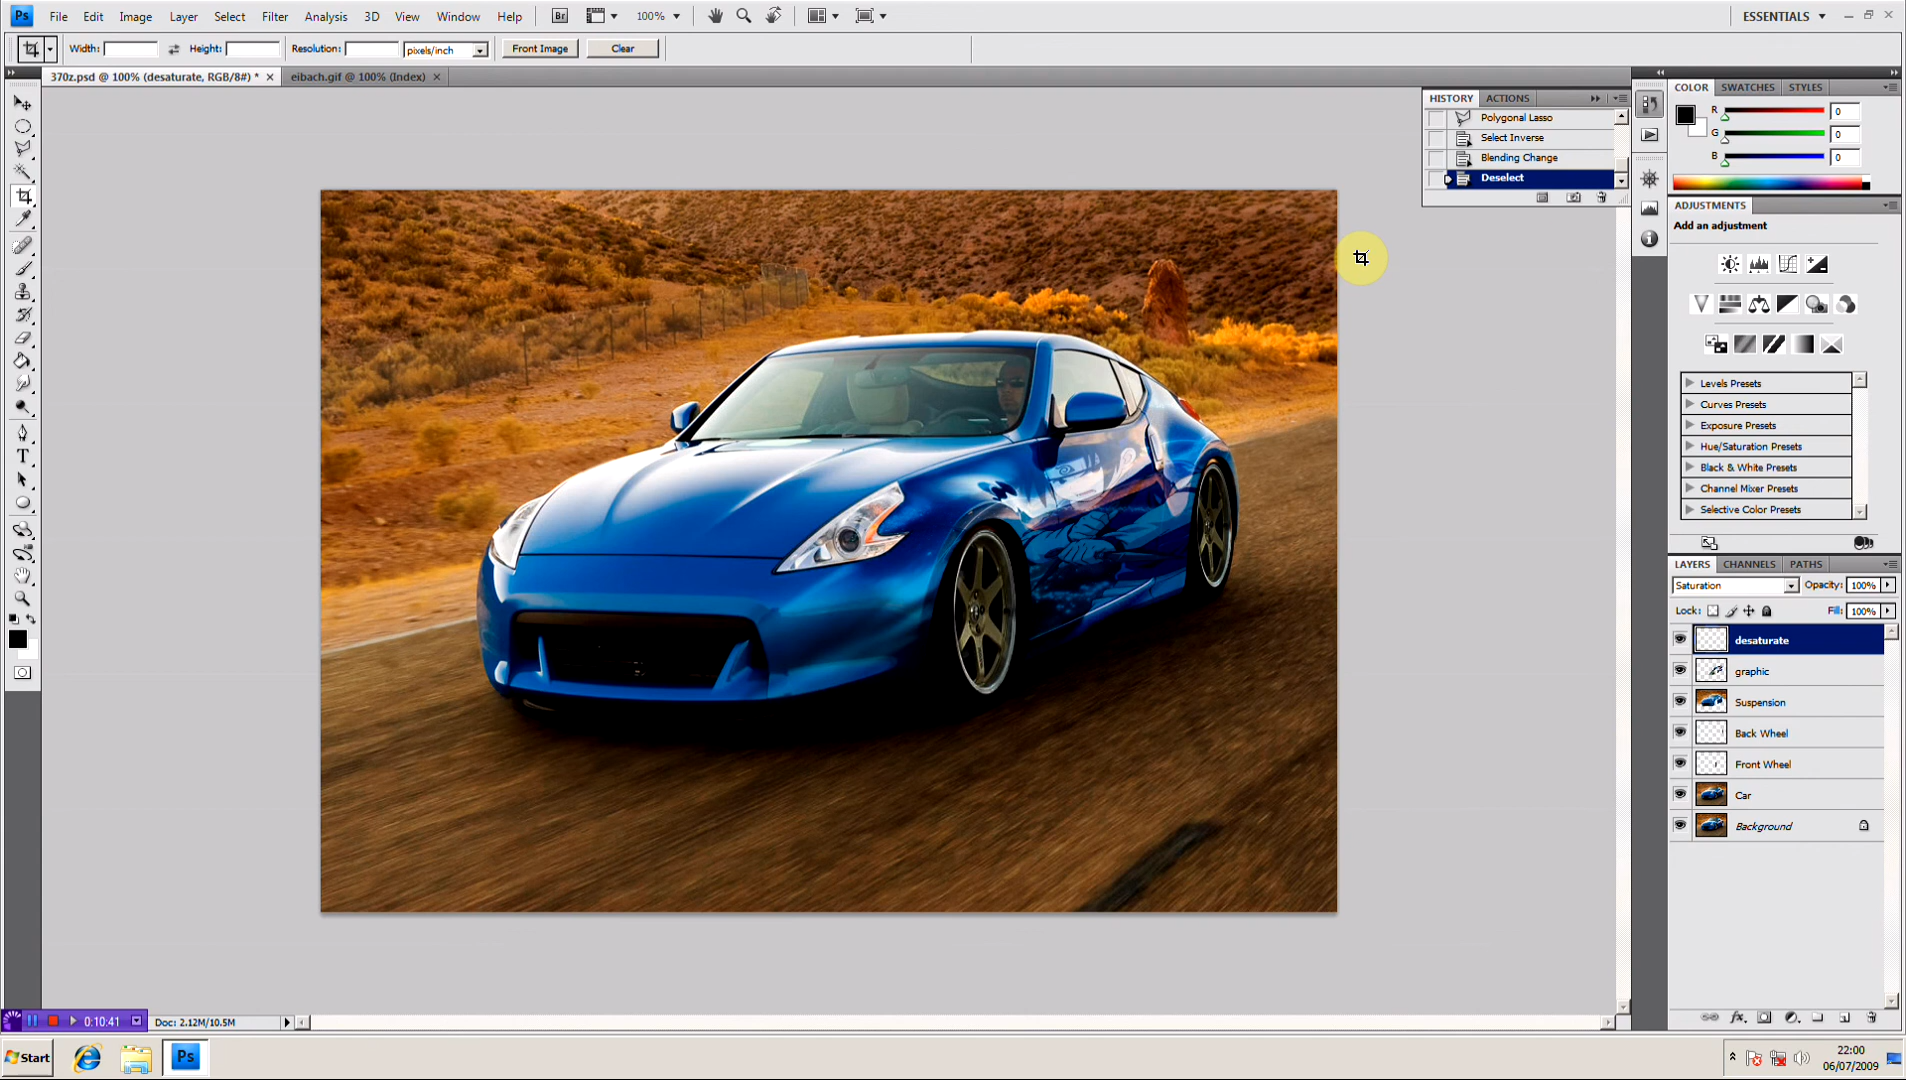 Ps File Edit Image Layer Select Filter Analysis 3D View Window Help Br 100% ESSENTIALS
Width: Height: Resolution: pixels/inch Front Image Clear
370z.psd @ 100% (desaturate, RGB/8#) * eibach.gif @ 100% (Index)
HISTORY ACTIONS
Polygonal Lasso
Select Inverse
Blending Change
Deselect
COLOR SWATCHES STYLES
R 0
G 0
B 0
ADJUSTMENTS
Add an adjustment
Levels Presets
Curves Presets
Exposure Presets
Hue/Saturation Presets
Black & White Presets
Channel Mixer Presets
Selective Color Presets
LAYERS CHANNELS PATHS
Saturation Opacity: 100%
Lock: Fill: 100%
desaturate
graphic
Suspension
Back Wheel
Front Wheel
Car
Background
fx
T
0:10:41 Doc: 2.12M/10.5M
Start Ps 22:00
06/07/2009